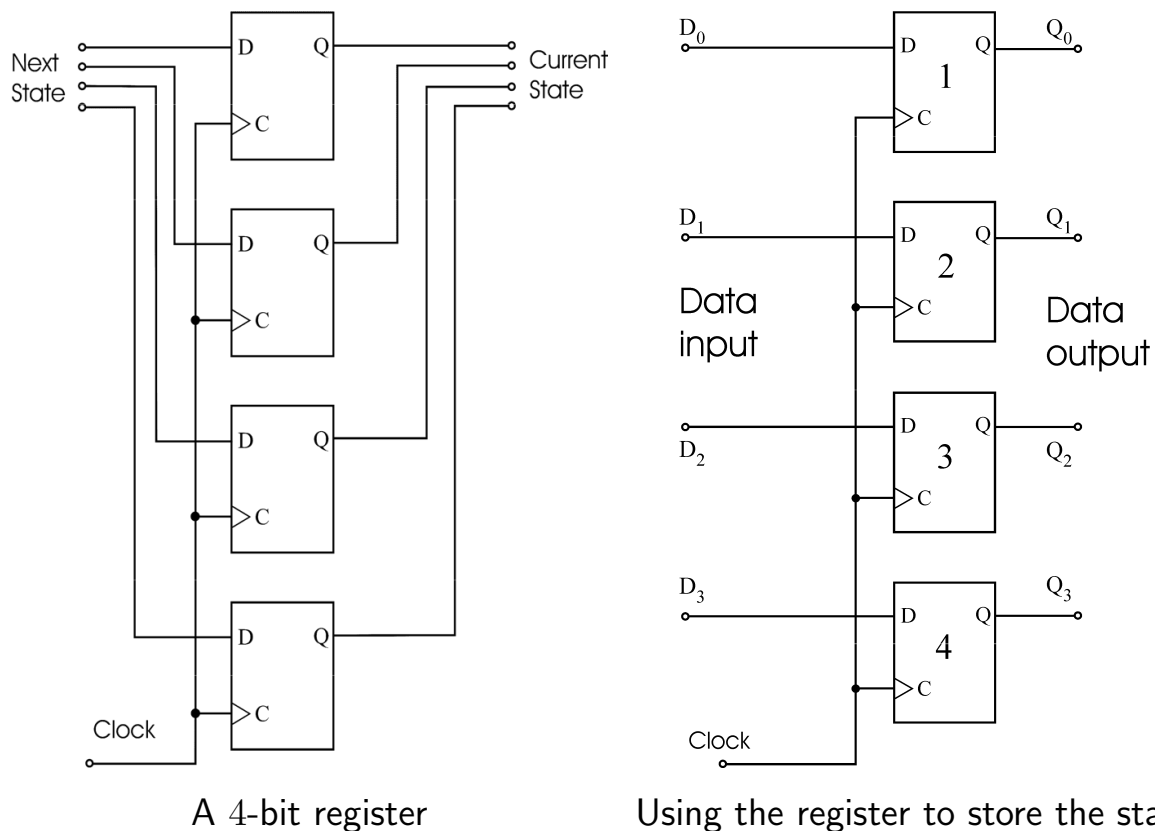 Next
State
D
Q
C
Current
State
D
Q
C
D
Q
C
D
Q
C
Clock
A 4-bit register
D₀
D
Q
1
C
Q₀
D₁
D
Q
2
C
Q₁
Data
input
Data
output
D₂
D
Q
3
C
Q₂
D₃
D
Q
4
C
Q₃
Clock
Using the register to store the sta